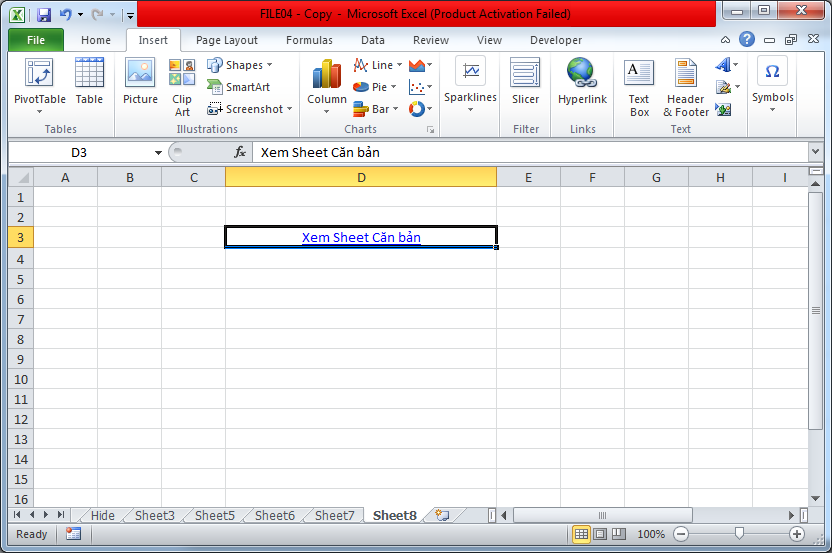 FILE04 - Copy - Microsoft Excel (Product Activation Failed)
File Home Insert Page Layout Formulas Data Review View Developer
PivotTable Table Picture Clip Art Shapes SmartArt Screenshot Column Line Pie Bar Sparklines Slicer Hyperlink Text Box Header & Footer Symbols
Tables Illustrations Charts Filter Links Text
D3 fx Xem Sheet Căn bản
A B C D E F G H I
1
2
3 Xem Sheet Căn bản
4
5
6
7
8
9
10
11
12
13
14
15
16
Hide Sheet3 Sheet5 Sheet6 Sheet7 Sheet8
Ready 100%